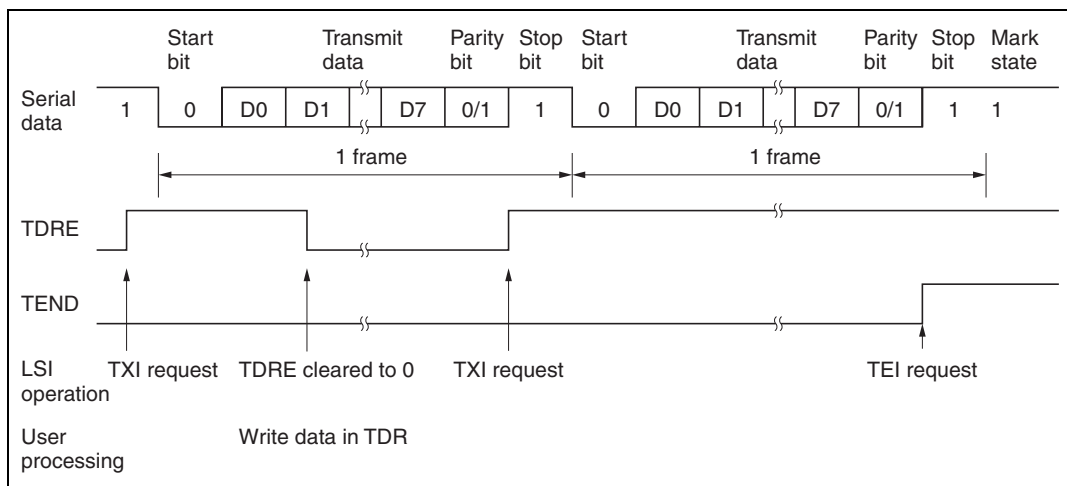 Start bit Transmit data Parity bit Stop bit Start bit Transmit data Parity bit Stop bit Mark state
Serial data 1 0 D0 D1 D7 0/1 1 0 D0 D1 D7 0/1 1 1
1 frame 1 frame
TDRE
TEND
LSI operation TXI request TDRE cleared to 0 TXI request TEI request
User processing Write data in TDR